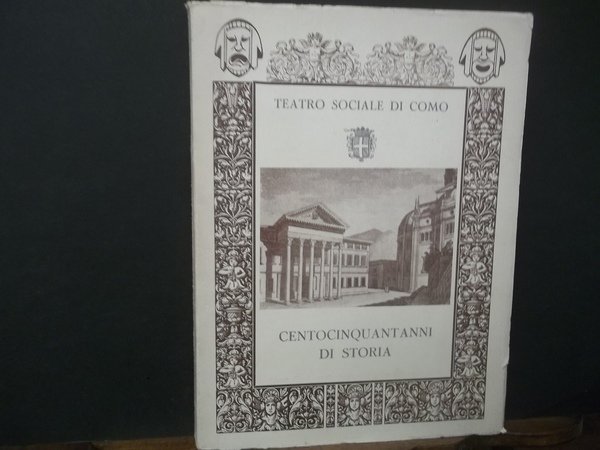 TEATRO SOCIALE DI COMO
CENTOCINQUANTANNI
DI STORIA